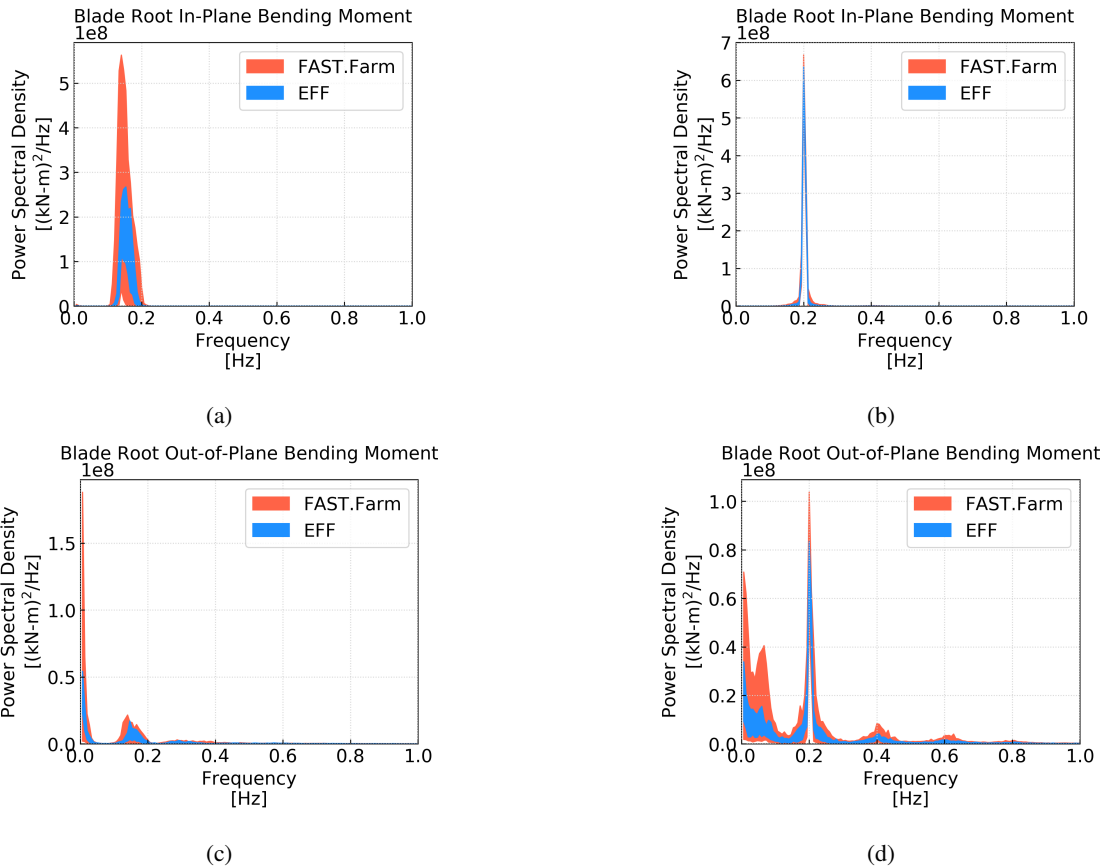 Blade Root In-Plane Bending Moment
1e8
Power Spectral Density
[(kN-m)²/Hz]
5
4
3
2
1
0
FAST.Farm
EFF
0.0 0.2 0.4 0.6 0.8 1.0
Frequency
[Hz]
(a)
Blade Root In-Plane Bending Moment
1e8
Power Spectral Density
[(kN-m)²/Hz]
7
6
5
4
3
2
1
0
FAST.Farm
EFF
0.0 0.2 0.4 0.6 0.8 1.0
Frequency
[Hz]
(b)
Blade Root Out-of-Plane Bending Moment
1e8
Power Spectral Density
[(kN-m)²/Hz]
1.5
1.0
0.5
0.0
FAST.Farm
EFF
0.0 0.2 0.4 0.6 0.8 1.0
Frequency
[Hz]
(c)
Blade Root Out-of-Plane Bending Moment
1e8
Power Spectral Density
[(kN-m)²/Hz]
1.0
0.8
0.6
0.4
0.2
0.0
FAST.Farm
EFF
0.0 0.2 0.4 0.6 0.8 1.0
Frequency
[Hz]
(d)